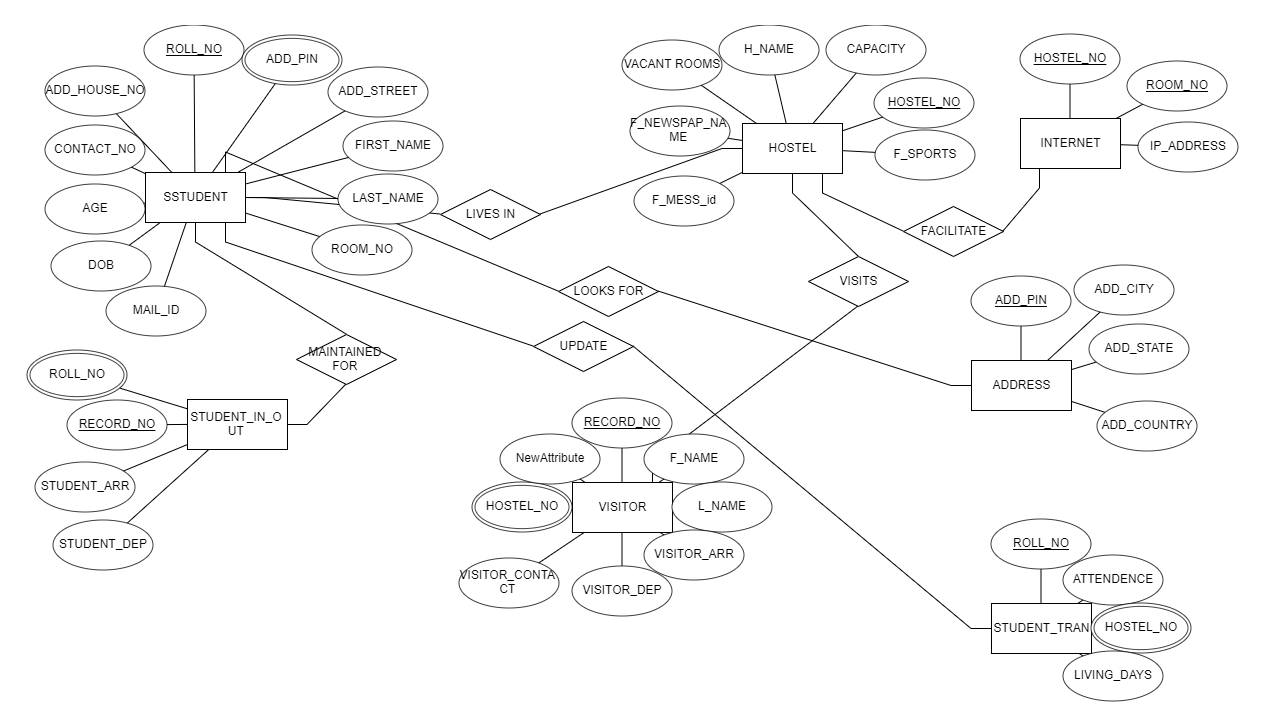 ROLL_NO
ADD_PIN
ADD_HOUSE_NO
ADD_STREET
CONTACT_NO
FIRST_NAME
SSTUDENT
LAST_NAME
AGE
ROOM_NO
DOB
MAIL_ID
LIVES IN
H_NAME
CAPACITY
VACANT ROOMS
HOSTEL_NO
F_NEWSPAP_NA
ME
HOSTEL
F_SPORTS
F_MESS_id
HOSTEL_NO
ROOM_NO
INTERNET
IP_ADDRESS
FACILITATE
VISITS
LOOKS FOR
UPDATE
MAINTAINED
FOR
ADD_PIN
ADD_CITY
ADD_STATE
ADDRESS
ADD_COUNTRY
ROLL_NO
RECORD_NO
STUDENT_IN_O
UT
STUDENT_ARR
STUDENT_DEP
RECORD_NO
NewAttribute
F_NAME
HOSTEL_NO
VISITOR
L_NAME
VISITOR_ARR
VISITOR_CONTA
CT
VISITOR_DEP
ROLL_NO
ATTENDENCE
STUDENT_TRAN
HOSTEL_NO
LIVING_DAYS